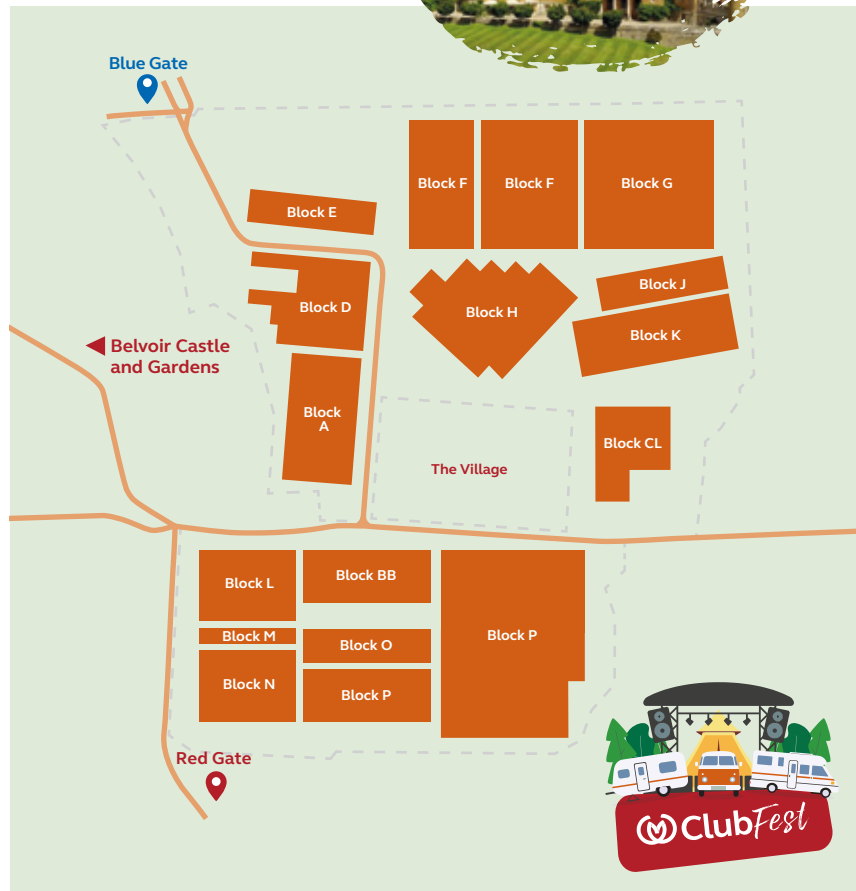 Blue Gate
Block F
Block F
Block G
Block E
Block J
Block D
Block H
Block K
Belvoir Castle
and Gardens
Block
A
Block CL
The Village
Block L
Block BB
Block M
Block O
Block P
Block N
Block P
Red Gate
ClubFest